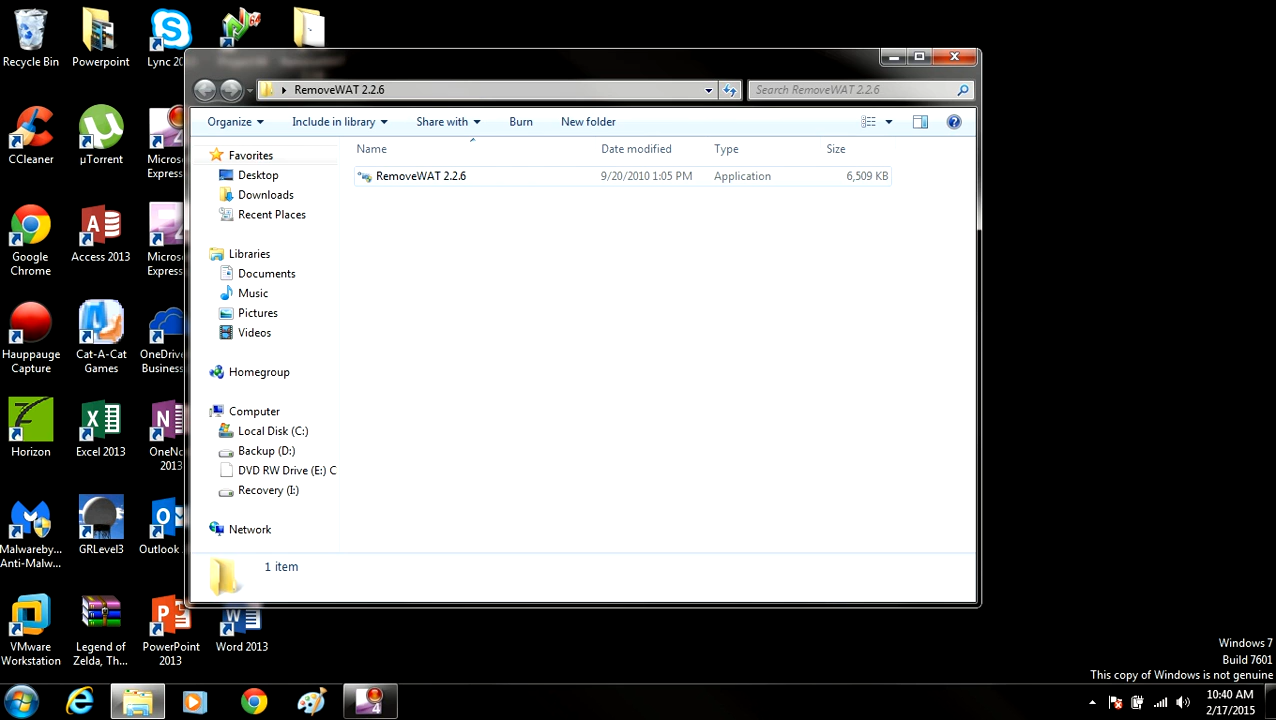 Recycle Bin
Powerpoint
Lync 20
RemoveWAT 2.2.6
Search RemoveWAT 2.2.6
Organize
Include in library
Share with
Burn
New folder
Name
Date modified
Type
Size
RemoveWAT 2.2.6
9/20/2010 1:05 PM
Application
6,509 KB
Favorites
Desktop
Downloads
Recent Places
Libraries
Documents
Music
Pictures
Videos
Homegroup
Computer
Local Disk (C:)
Backup (D:)
DVD RW Drive (E:) C
Recovery (I:)
Network
1 item
CCleaner
µTorrent
Micros
Express
Google
Chrome
Access 2013
Micros
Expres
Hauppauge
Capture
Cat-A-Cat
Games
OneDriv
Business
Horizon
Excel 2013
OneNo
2013
Malwareby...
Anti-Malw...
GRLevel3
Outlook
VMware
Workstation
Legend of
Zelda, Th...
PowerPoint
2013
Word 2013
Windows 7
Build 7601
This copy of Windows is not genuine
10:40 AM
2/17/2015